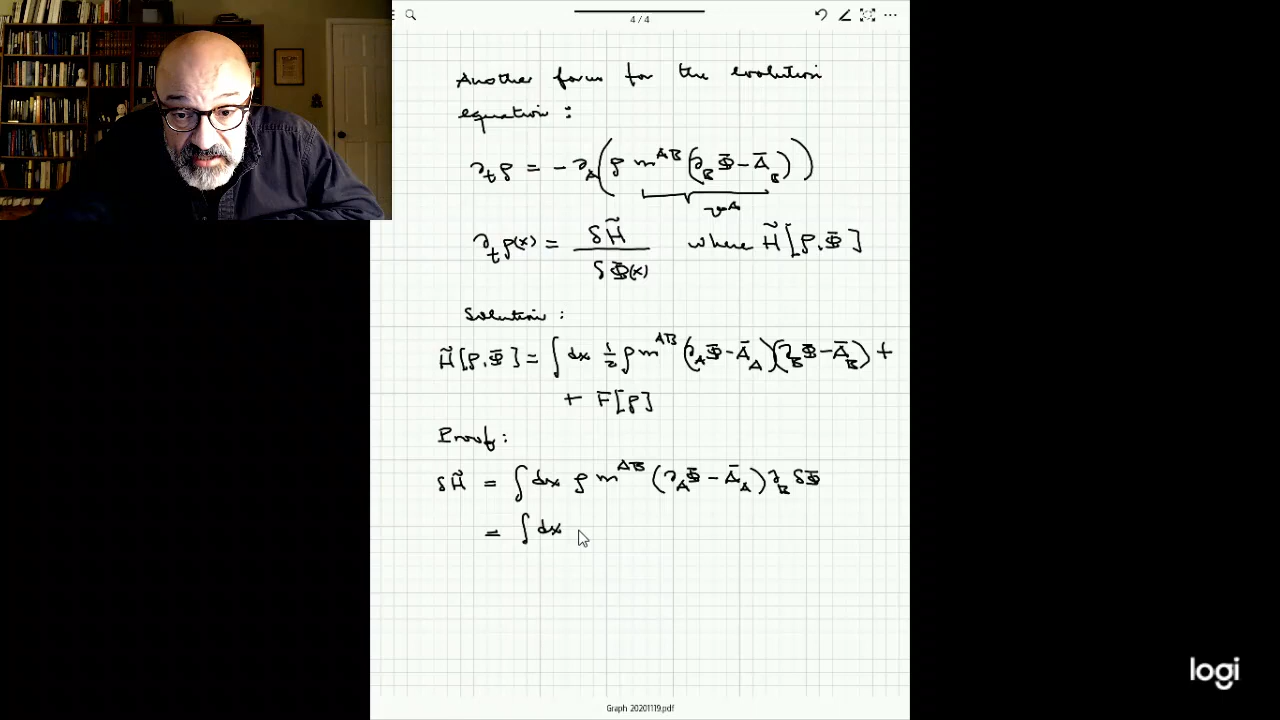 4 / 4
Another form for the evolution
equation :
∂_t ρ = − ∂_A ( ρ m^{AB} (∂_B Φ − Ā_B) )
v^A
∂_t ρ(x) = δH̃ / δΦ(x) where H̃[ρ, Φ]
Solution :
H̃[ρ, Φ] = ∫ dx ½ ρ m^{AB} (∂_A Φ − Ā_A)(∂_B Φ − Ā_B) +
+ F[ρ]
Proof :
δH̃ = ∫ dx ρ m^{AB} (∂_A Φ − Ā_A) ∂_B δΦ
= ∫ dx
logi
Graph 20201119.pdf